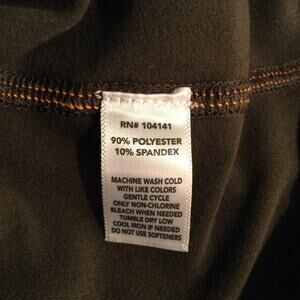 RN# 104141
90% POLYESTER
10% SPANDEX
MACHINE WASH COLD
WITH LIKE COLORS
GENTLE CYCLE
ONLY NON-CHLORINE
BLEACH WHEN NEEDED
TUMBLE DRY LOW
COOL IRON IF NEEDED
DO NOT USE SOFTENERS